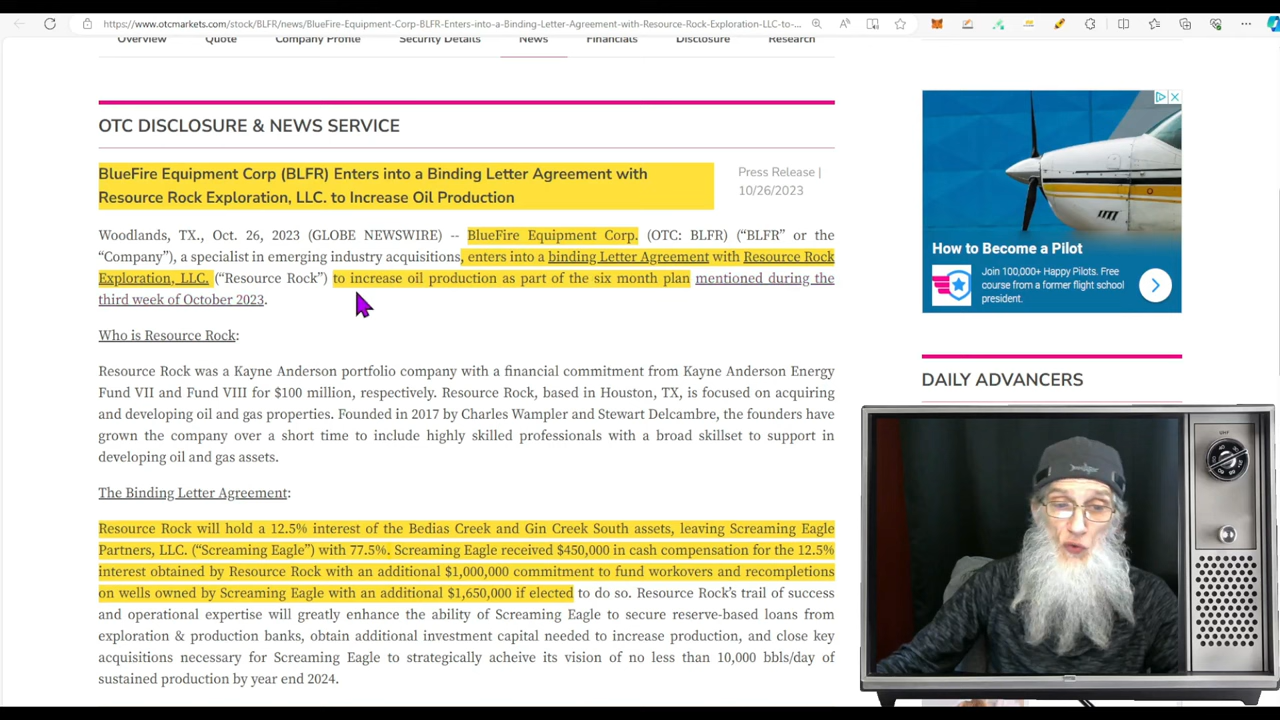 https://www.otcmarkets.com/stock/BLFR/news/BlueFire-Equipment-Corp-BLFR-Enters-into-a-Binding-Letter-Agreement-with-Resource-Rock-Exploration-LLC-to-...
Overview Quote Company Profile Security Details News Financials Disclosure Research
OTC DISCLOSURE & NEWS SERVICE
BlueFire Equipment Corp (BLFR) Enters into a Binding Letter Agreement with
Resource Rock Exploration, LLC. to Increase Oil Production
Press Release |
10/26/2023
Woodlands, TX., Oct. 26, 2023 (GLOBE NEWSWIRE) -- BlueFire Equipment Corp. (OTC: BLFR) (“BLFR” or the
“Company”), a specialist in emerging industry acquisitions, enters into a binding Letter Agreement with Resource Rock
Exploration, LLC. (“Resource Rock”) to increase oil production as part of the six month plan mentioned during the
third week of October 2023.
Who is Resource Rock:
Resource Rock was a Kayne Anderson portfolio company with a financial commitment from Kayne Anderson Energy
Fund VII and Fund VIII for $100 million, respectively. Resource Rock, based in Houston, TX, is focused on acquiring
and developing oil and gas properties. Founded in 2017 by Charles Wampler and Stewart Delcambre, the founders have
grown the company over a short time to include highly skilled professionals with a broad skillset to support in
developing oil and gas assets.
The Binding Letter Agreement:
Resource Rock will hold a 12.5% interest of the Bedias Creek and Gin Creek South assets, leaving Screaming Eagle
Partners, LLC. (“Screaming Eagle”) with 77.5%. Screaming Eagle received $450,000 in cash compensation for the 12.5%
interest obtained by Resource Rock with an additional $1,000,000 commitment to fund workovers and recompletions
on wells owned by Screaming Eagle with an additional $1,650,000 if elected to do so. Resource Rock’s trail of success
and operational expertise will greatly enhance the ability of Screaming Eagle to secure reserve-based loans from
exploration & production banks, obtain additional investment capital needed to increase production, and close key
acquisitions necessary for Screaming Eagle to strategically acheive its vision of no less than 10,000 bbls/day of
sustained production by year end 2024.
How to Become a Pilot
Join 100,000+ Happy Pilots. Free
course from a former flight school
president.
DAILY ADVANCERS